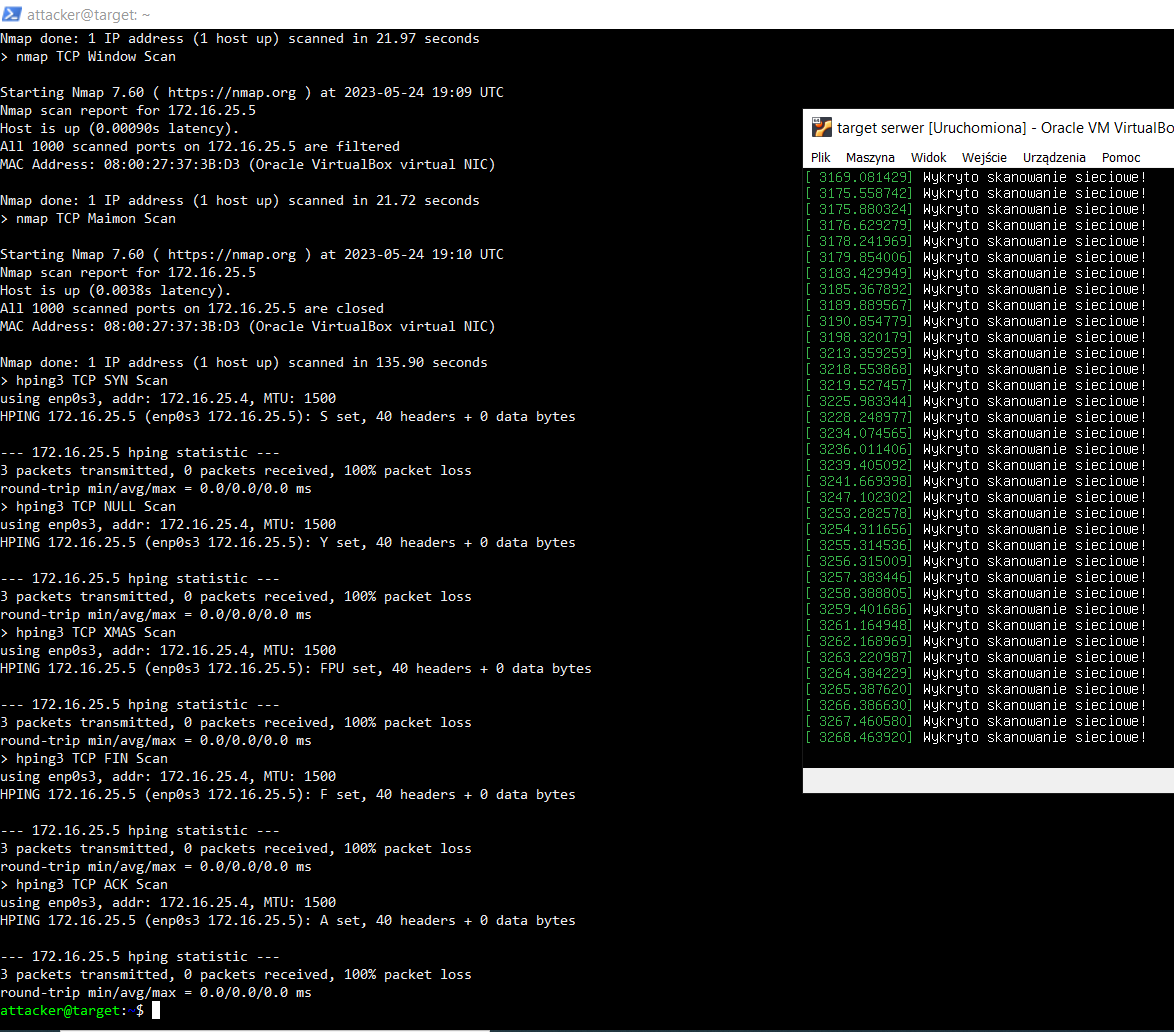 attacker@target: ~
Nmap done: 1 IP address (1 host up) scanned in 21.97 seconds
> nmap TCP Window Scan
Starting Nmap 7.60 ( https://nmap.org ) at 2023-05-24 19:09 UTC
Nmap scan report for 172.16.25.5
Host is up (0.00090s latency).
All 1000 scanned ports on 172.16.25.5 are filtered
MAC Address: 08:00:27:37:3B:D3 (Oracle VirtualBox virtual NIC)
Nmap done: 1 IP address (1 host up) scanned in 21.72 seconds
> nmap TCP Maimon Scan
Starting Nmap 7.60 ( https://nmap.org ) at 2023-05-24 19:10 UTC
Nmap scan report for 172.16.25.5
Host is up (0.0038s latency).
All 1000 scanned ports on 172.16.25.5 are closed
MAC Address: 08:00:27:37:3B:D3 (Oracle VirtualBox virtual NIC)
Nmap done: 1 IP address (1 host up) scanned in 135.90 seconds
> hping3 TCP SYN Scan
using enp0s3, addr: 172.16.25.4, MTU: 1500
HPING 172.16.25.5 (enp0s3 172.16.25.5): S set, 40 headers + 0 data bytes
--- 172.16.25.5 hping statistic ---
3 packets transmitted, 0 packets received, 100% packet loss
round-trip min/avg/max = 0.0/0.0/0.0 ms
> hping3 TCP NULL Scan
using enp0s3, addr: 172.16.25.4, MTU: 1500
HPING 172.16.25.5 (enp0s3 172.16.25.5): Y set, 40 headers + 0 data bytes
--- 172.16.25.5 hping statistic ---
3 packets transmitted, 0 packets received, 100% packet loss
round-trip min/avg/max = 0.0/0.0/0.0 ms
> hping3 TCP XMAS Scan
using enp0s3, addr: 172.16.25.4, MTU: 1500
HPING 172.16.25.5 (enp0s3 172.16.25.5): FPU set, 40 headers + 0 data bytes
--- 172.16.25.5 hping statistic ---
3 packets transmitted, 0 packets received, 100% packet loss
round-trip min/avg/max = 0.0/0.0/0.0 ms
> hping3 TCP FIN Scan
using enp0s3, addr: 172.16.25.4, MTU: 1500
HPING 172.16.25.5 (enp0s3 172.16.25.5): F set, 40 headers + 0 data bytes
--- 172.16.25.5 hping statistic ---
3 packets transmitted, 0 packets received, 100% packet loss
round-trip min/avg/max = 0.0/0.0/0.0 ms
> hping3 TCP ACK Scan
using enp0s3, addr: 172.16.25.4, MTU: 1500
HPING 172.16.25.5 (enp0s3 172.16.25.5): A set, 40 headers + 0 data bytes
--- 172.16.25.5 hping statistic ---
3 packets transmitted, 0 packets received, 100% packet loss
round-trip min/avg/max = 0.0/0.0/0.0 ms
attacker@target:~$
target serwer [Uruchomiona] - Oracle VM VirtualBo
Plik Maszyna Widok Wejście Urządzenia Pomoc
[ 3169.081429] Wykryto skanowanie sieciowe!
[ 3175.558742] Wykryto skanowanie sieciowe!
[ 3175.880324] Wykryto skanowanie sieciowe!
[ 3176.629279] Wykryto skanowanie sieciowe!
[ 3178.241969] Wykryto skanowanie sieciowe!
[ 3179.854006] Wykryto skanowanie sieciowe!
[ 3183.429949] Wykryto skanowanie sieciowe!
[ 3185.367892] Wykryto skanowanie sieciowe!
[ 3189.889567] Wykryto skanowanie sieciowe!
[ 3190.854779] Wykryto skanowanie sieciowe!
[ 3198.320179] Wykryto skanowanie sieciowe!
[ 3213.359259] Wykryto skanowanie sieciowe!
[ 3218.553868] Wykryto skanowanie sieciowe!
[ 3219.527457] Wykryto skanowanie sieciowe!
[ 3225.983344] Wykryto skanowanie sieciowe!
[ 3228.248977] Wykryto skanowanie sieciowe!
[ 3234.074565] Wykryto skanowanie sieciowe!
[ 3236.011406] Wykryto skanowanie sieciowe!
[ 3239.405092] Wykryto skanowanie sieciowe!
[ 3241.669398] Wykryto skanowanie sieciowe!
[ 3247.102302] Wykryto skanowanie sieciowe!
[ 3253.282578] Wykryto skanowanie sieciowe!
[ 3254.311656] Wykryto skanowanie sieciowe!
[ 3255.314536] Wykryto skanowanie sieciowe!
[ 3256.315009] Wykryto skanowanie sieciowe!
[ 3257.383446] Wykryto skanowanie sieciowe!
[ 3258.388805] Wykryto skanowanie sieciowe!
[ 3259.401686] Wykryto skanowanie sieciowe!
[ 3261.164948] Wykryto skanowanie sieciowe!
[ 3262.168969] Wykryto skanowanie sieciowe!
[ 3263.220987] Wykryto skanowanie sieciowe!
[ 3264.384229] Wykryto skanowanie sieciowe!
[ 3265.387620] Wykryto skanowanie sieciowe!
[ 3266.386630] Wykryto skanowanie sieciowe!
[ 3267.460580] Wykryto skanowanie sieciowe!
[ 3268.463920] Wykryto skanowanie sieciowe!